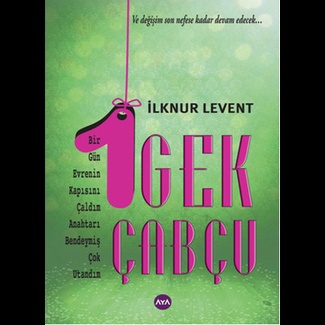 Ve değişim son nefese kadar devam edecek...
İLKNUR LEVENT
1GEK
ÇABÇU
Bir
Gün
Evrenin
Kapısını
Çaldım
Anahtarı
Bendeymiş
Çok
Utandım
AYA